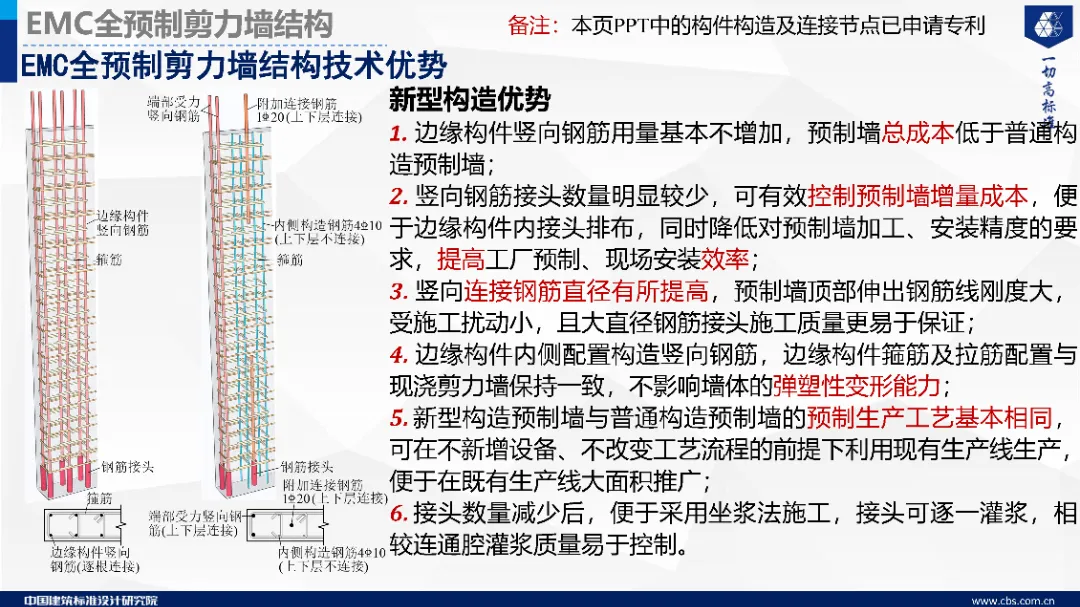 EMC全预制剪力墙结构
备注：本页PPT中的构件构造及连接节点已申请专利
EMC全预制剪力墙结构技术优势
一切高标准
端部受力
竖向钢筋
附加连接钢筋
1Φ20(上下层连接)
边缘构件
竖向钢筋
箍筋
内侧构造钢筋4Φ10
(上下层不连接)
箍筋
钢筋接头
钢筋接头
附加连接钢筋
1Φ20(上下层连接)
箍筋
端部受力竖向钢
筋(上下层连接)
边缘构件竖向
钢筋(逐根连接)
内侧构造钢筋4Φ10
(上下层不连接)
新型构造优势
1. 边缘构件竖向钢筋用量基本不增加，预制墙总成本低于普通构
造预制墙；
2. 竖向钢筋接头数量明显较少，可有效控制预制墙增量成本，便
于边缘构件内接头排布，同时降低对预制墙加工、安装精度的要
求，提高工厂预制、现场安装效率；
3. 竖向连接钢筋直径有所提高，预制墙顶部伸出钢筋线刚度大，
受施工扰动小，且大直径钢筋接头施工质量更易于保证；
4. 边缘构件内侧配置构造竖向钢筋，边缘构件箍筋及拉筋配置与
现浇剪力墙保持一致，不影响墙体的弹塑性变形能力；
5. 新型构造预制墙与普通构造预制墙的预制生产工艺基本相同，
可在不新增设备、不改变工艺流程的前提下利用现有生产线生产，
便于在既有生产线大面积推广；
6. 接头数量减少后，便于采用坐浆法施工，接头可逐一灌浆，相
较连通腔灌浆质量易于控制。
中国建筑标准设计研究院
www.cbs.com.cn